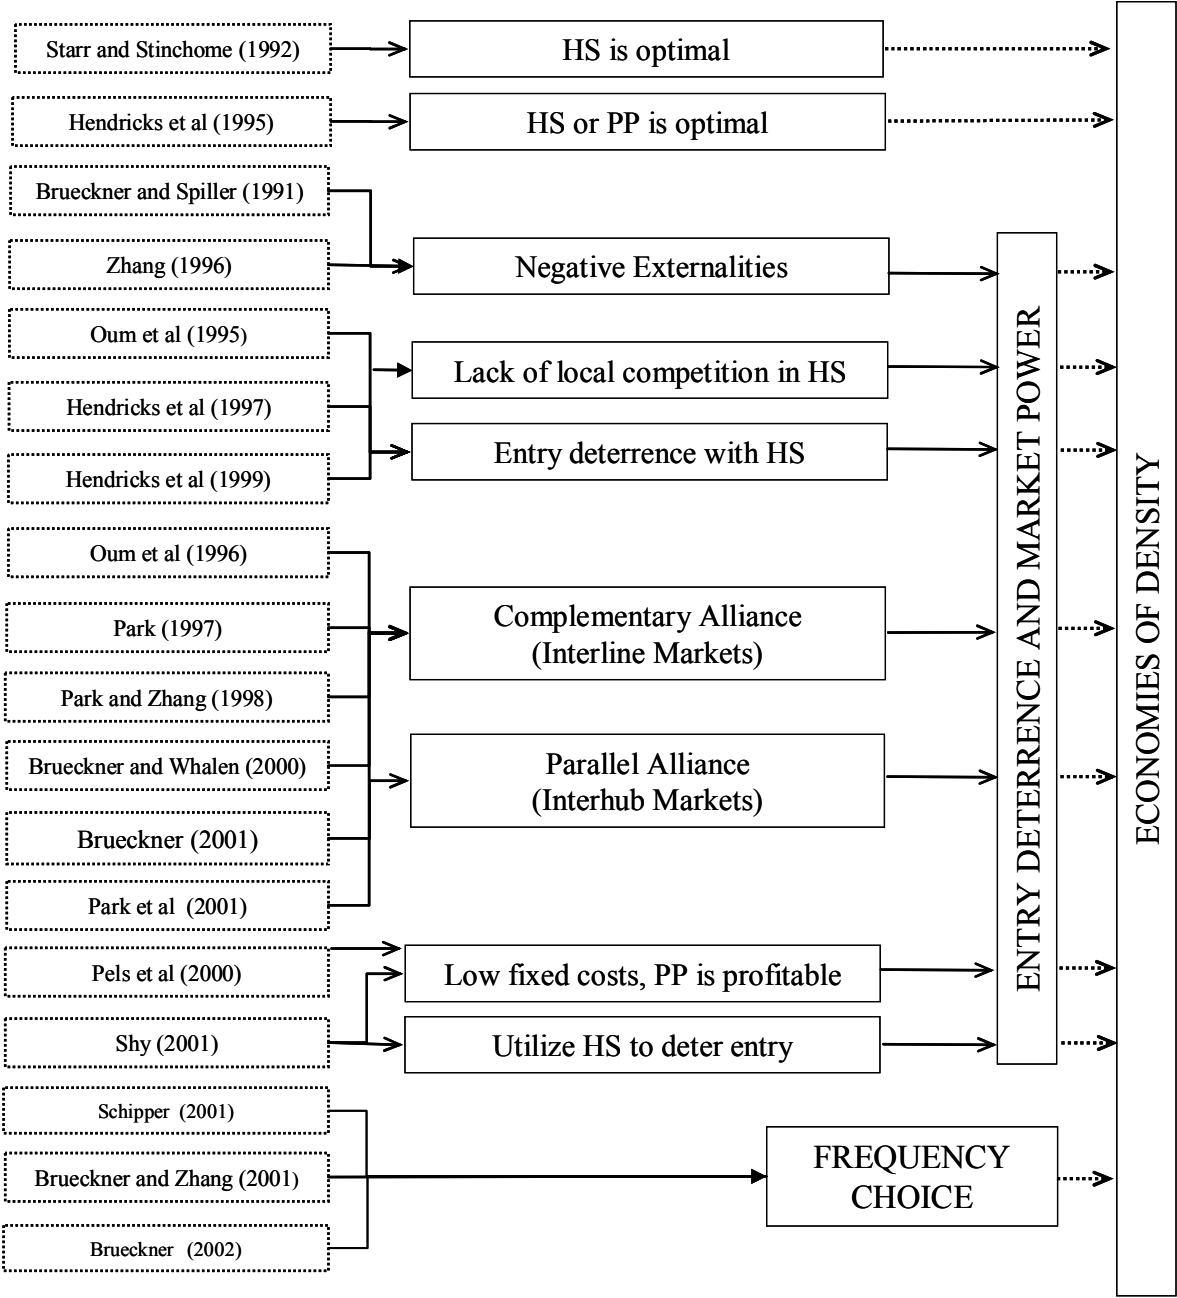 Starr and Stinchome (1992)
HS is optimal
Hendricks et al (1995)
HS or PP is optimal
Brueckner and Spiller (1991)
Zhang (1996)
Negative Externalities
Oum et al (1995)
Lack of local competition in HS
Hendricks et al (1997)
Entry deterrence with HS
Hendricks et al (1999)
Oum et al (1996)
Park (1997)
Complementary Alliance
(Interline Markets)
Park and Zhang (1998)
Brueckner and Whalen (2000)
Parallel Alliance
(Interhub Markets)
Brueckner (2001)
Park et al (2001)
Pels et al (2000)
Low fixed costs, PP is profitable
Shy (2001)
Utilize HS to deter entry
Schipper (2001)
Brueckner and Zhang (2001)
Brueckner (2002)
FREQUENCY
CHOICE
ENTRY DETERRENCE AND MARKET POWER
ECONOMIES OF DENSITY